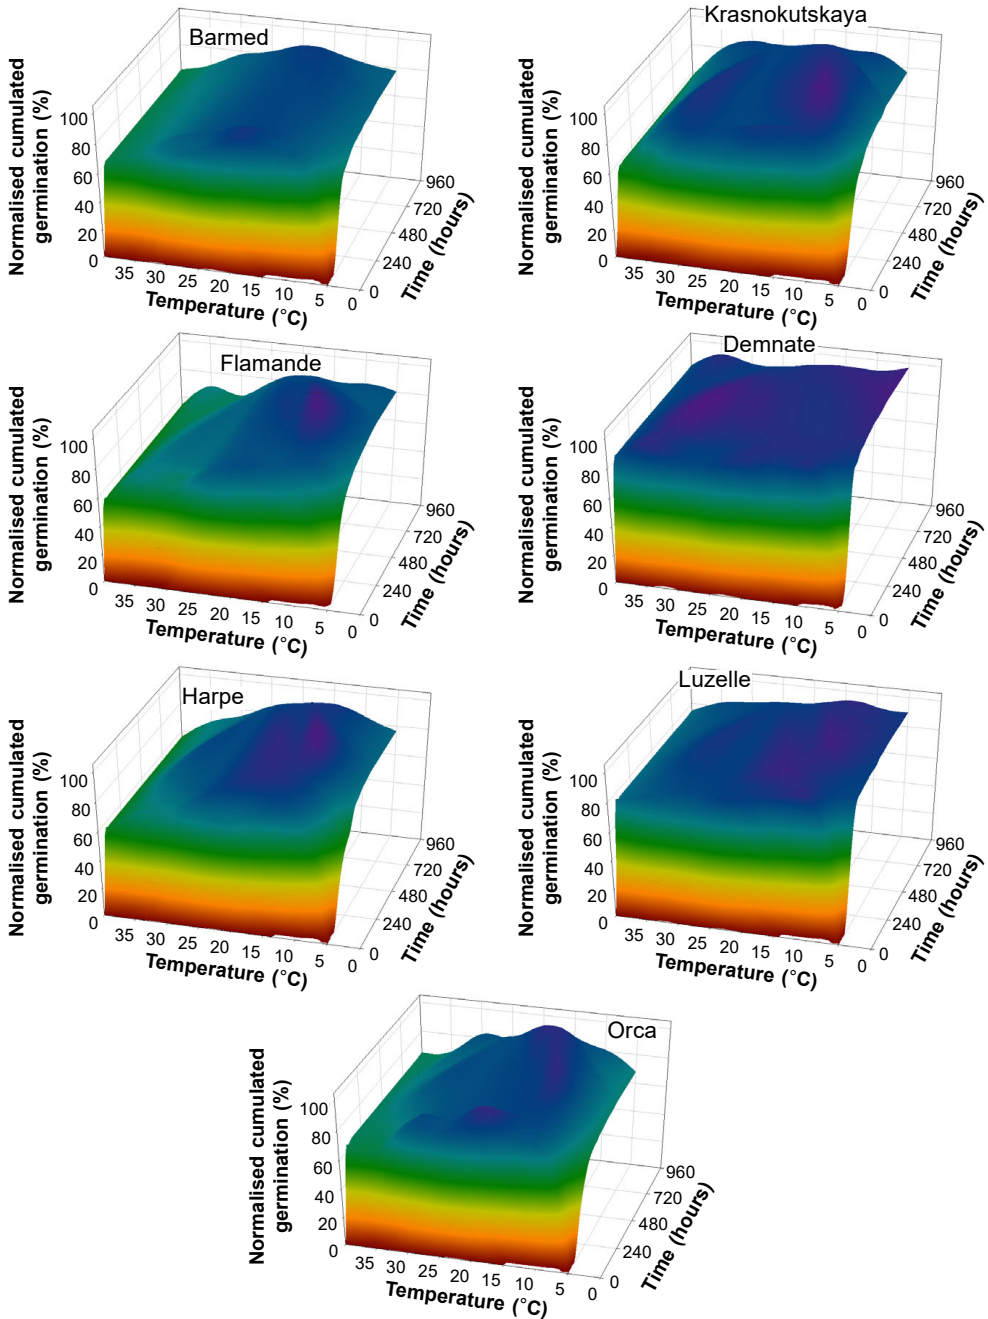 Barmed
Normalised cumulated
germination (%)
100
80
60
40
20
0
35 30 25 20 15 10 5 0
Temperature (°C)
0 240 480 720 960
Time (hours)
Krasnokutskaya
Normalised cumulated
germination (%)
100
80
60
40
20
0
35 30 25 20 15 10 5 0
Temperature (°C)
0 240 480 720 960
Time (hours)
Flamande
Normalised cumulated
germination (%)
100
80
60
40
20
0
35 30 25 20 15 10 5 0
Temperature (°C)
0 240 480 720 960
Time (hours)
Demnate
Normalised cumulated
germination (%)
100
80
60
40
20
0
35 30 25 20 15 10 5 0
Temperature (°C)
0 240 480 720 960
Time (hours)
Harpe
Normalised cumulated
germination (%)
100
80
60
40
20
0
35 30 25 20 15 10 5 0
Temperature (°C)
0 240 480 720 960
Time (hours)
Luzelle
Normalised cumulated
germination (%)
100
80
60
40
20
0
35 30 25 20 15 10 5 0
Temperature (°C)
0 240 480 720 960
Time (hours)
Orca
Normalised cumulated
germination (%)
100
80
60
40
20
0
35 30 25 20 15 10 5 0
Temperature (°C)
0 240 480 720 960
Time (hours)